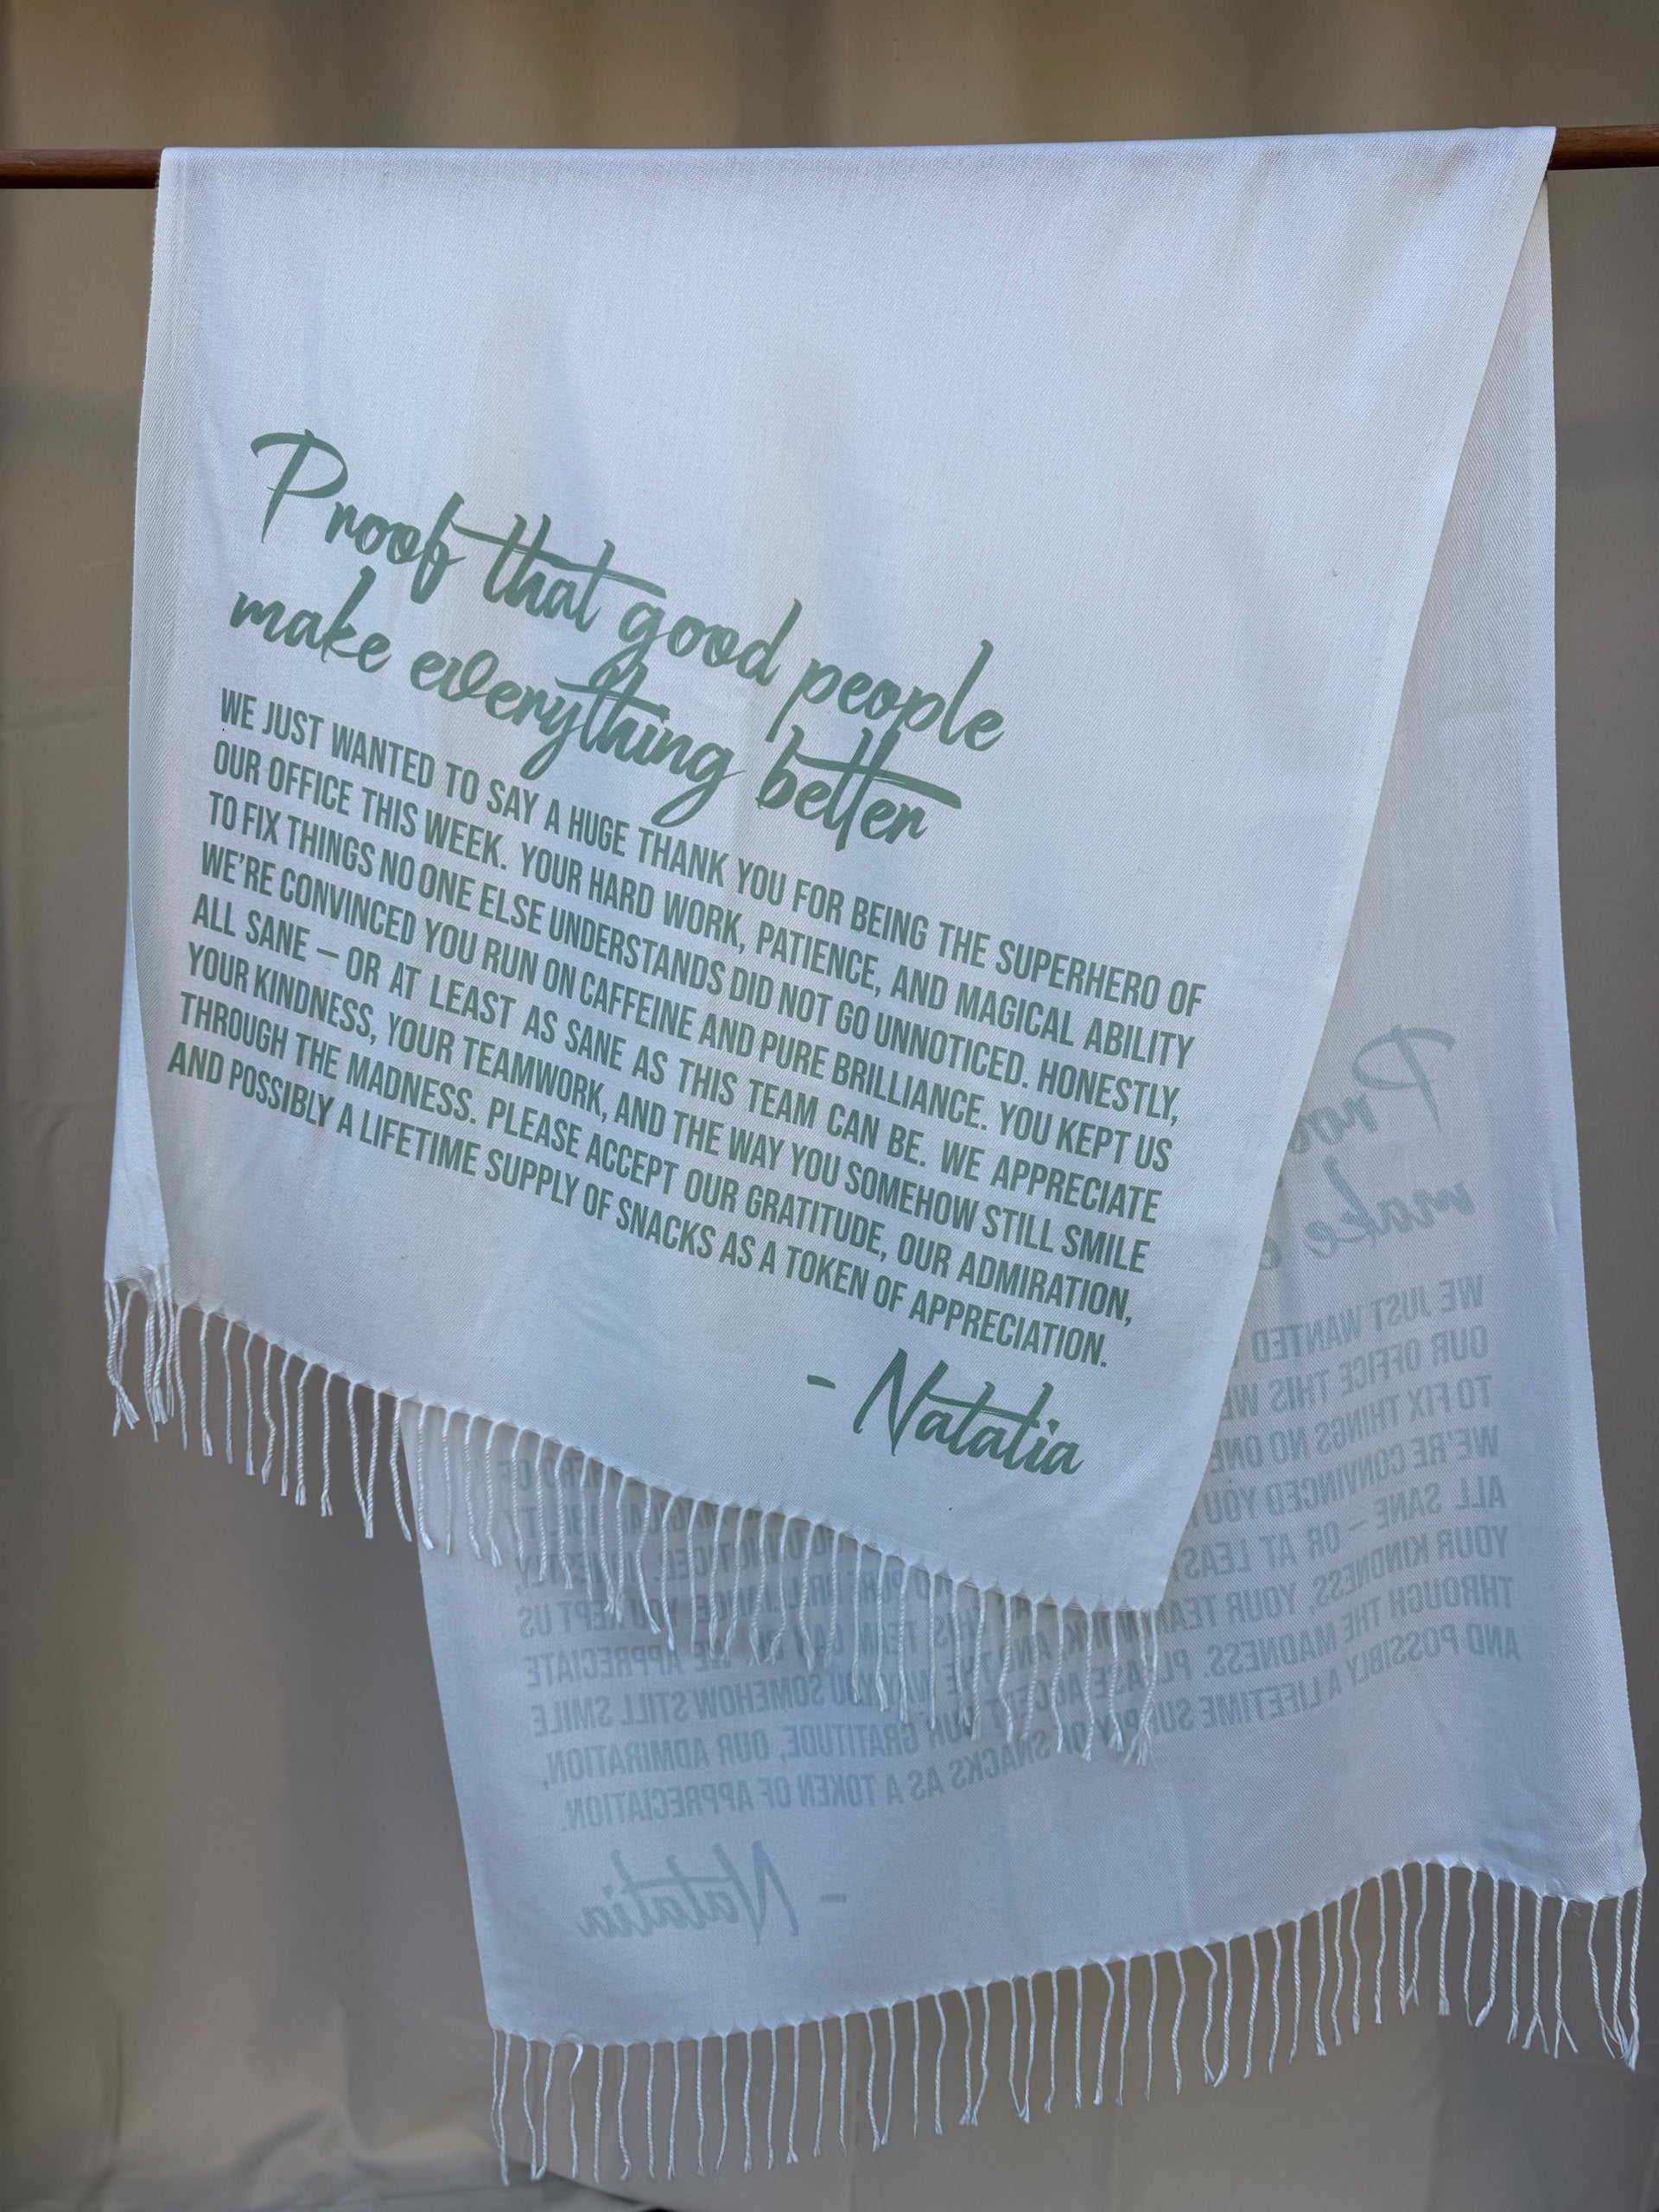 Proof that good people
make everything better
WE JUST WANTED TO SAY A HUGE THANK YOU FOR BEING THE SUPERHERO OF
OUR OFFICE THIS WEEK. YOUR HARD WORK, PATIENCE, AND MAGICAL ABILITY
TO FIX THINGS NO ONE ELSE UNDERSTANDS DID NOT GO UNNOTICED. HONESTLY,
WE'RE CONVINCED YOU RUN ON CAFFEINE AND PURE BRILLIANCE. YOU KEPT US
ALL SANE – OR AT LEAST AS SANE AS THIS TEAM CAN BE. WE APPRECIATE
YOUR KINDNESS, YOUR TEAMWORK, AND THE WAY YOU SOMEHOW STILL SMILE
THROUGH THE MADNESS. PLEASE ACCEPT OUR GRATITUDE, OUR ADMIRATION,
AND POSSIBLY A LIFETIME SUPPLY OF SNACKS AS A TOKEN OF APPRECIATION.
- Natalia